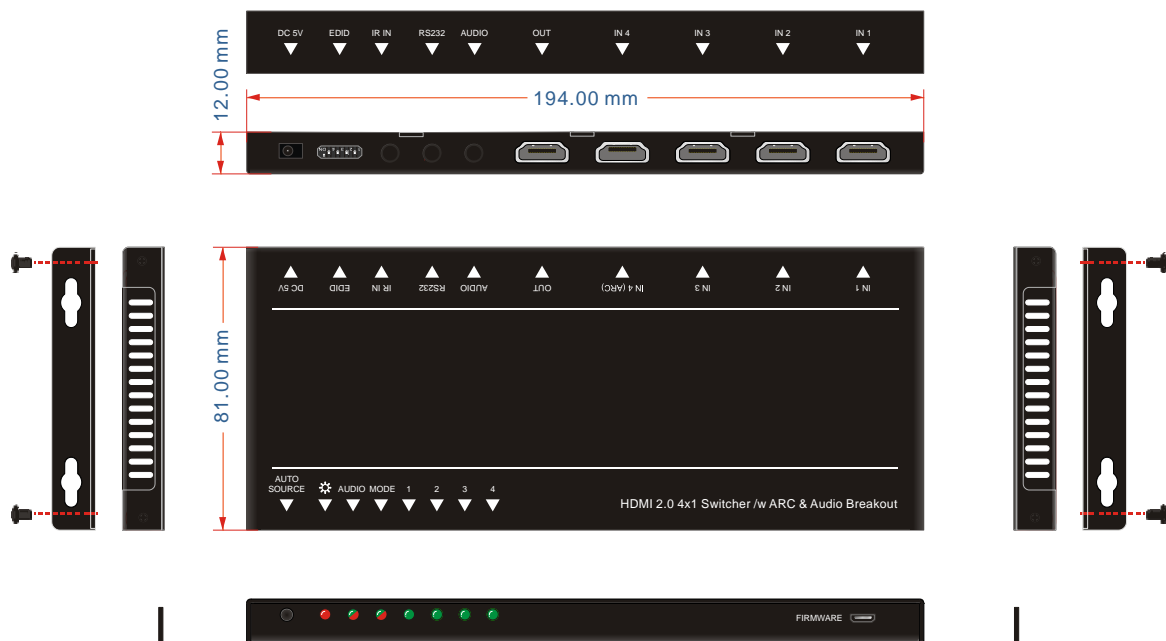 DC 5V EDID IR IN RS232 AUDIO OUT IN 4 IN 3 IN 2 IN 1
12.00 mm
194.00 mm
DC 5V EDID IR IN RS232 AUDIO OUT IN 4 (ARC) IN 3 IN 2 IN 1
81.00 mm
AUTO
SOURCE AUDIO MODE 1 2 3 4
HDMI 2.0 4x1 Switcher /w ARC & Audio Breakout
FIRMWARE